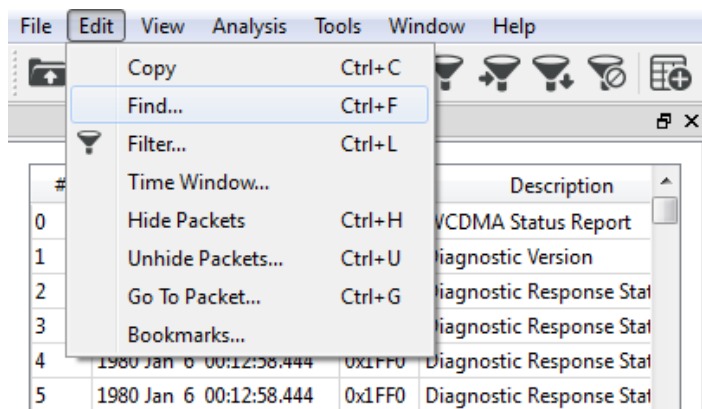 File Edit View Analysis Tools Window Help
Copy Ctrl+C
Find... Ctrl+F
Filter... Ctrl+L
Time Window...
Hide Packets Ctrl+H
Unhide Packets... Ctrl+U
Go To Packet... Ctrl+G
Bookmarks...
# Description
0 WCDMA Status Report
1 Diagnostic Version
2 Diagnostic Response Stat
3 Diagnostic Response Stat
4 1980 Jan 6 00:12:58.444 0x1FF0 Diagnostic Response Stat
5 1980 Jan 6 00:12:58.444 0x1FF0 Diagnostic Response Stat